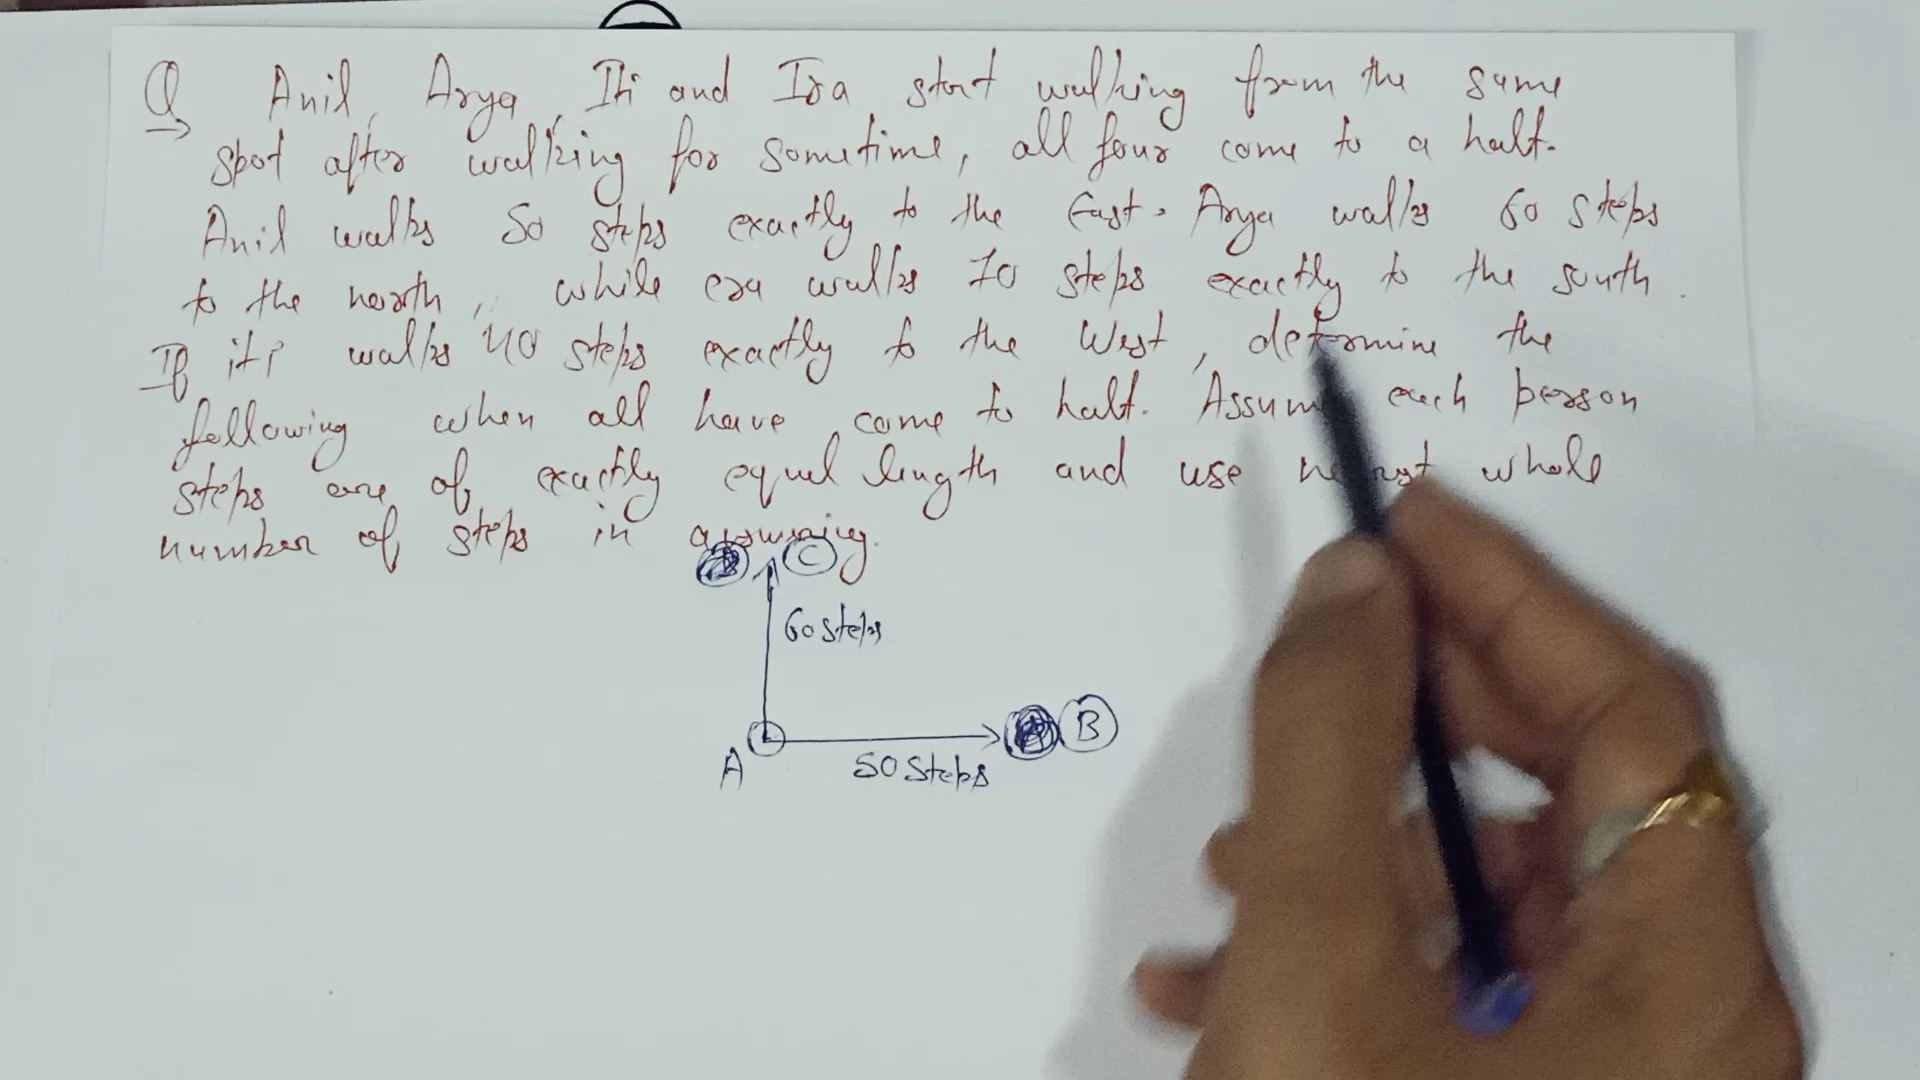 Q Anil, Arya, Iti and Ira start walking from the same
spot after walking for sometime, all four come to a halt.
Anil walks 50 steps exactly to the East. Arya walks 60 steps
to the north, while era walks 70 steps exactly to the south.
If iti walks 40 steps exactly to the West, determine the
following when all have come to halt. Assum each person
steps are of exactly equel length and use whole
number of steps in
C
60 steps
B
A
50 steps